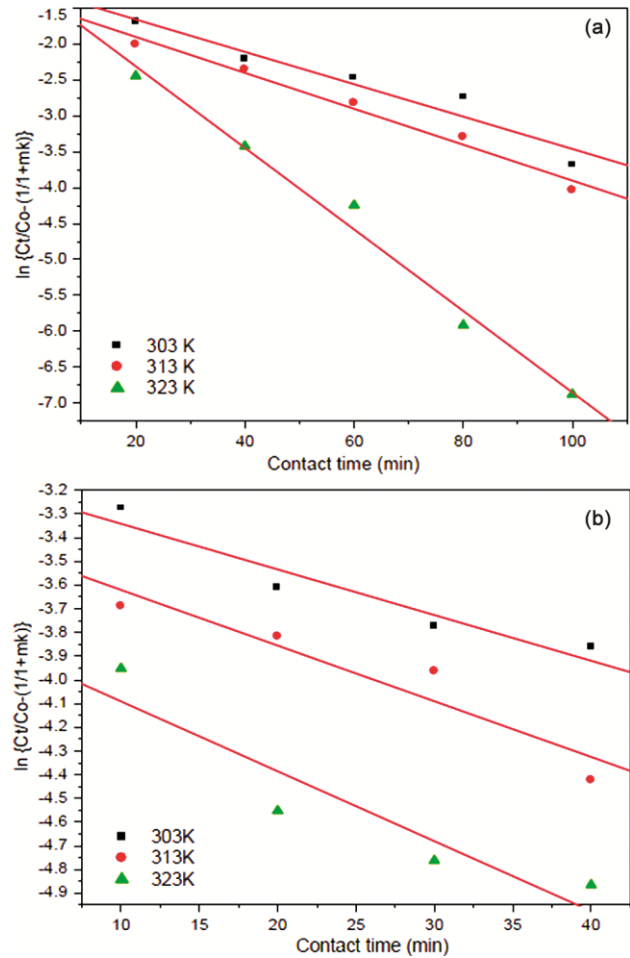 (a)
-1.5
-2.0
-2.5
-3.0
-3.5
-4.0
-4.5
-5.0
-5.5
-6.0
-6.5
-7.0
ln {Ct/Co-(1/1+mk)}
303 K
313 K
323 K
20 40 60 80 100
Contact time (min)
(b)
-3.2
-3.3
-3.4
-3.5
-3.6
-3.7
-3.8
-3.9
-4.0
-4.1
-4.2
-4.3
-4.4
-4.5
-4.6
-4.7
-4.8
-4.9
ln {Ct/Co-(1/1+mk)}
303K
313K
323K
10 15 20 25 30 35 40
Contact time (min)